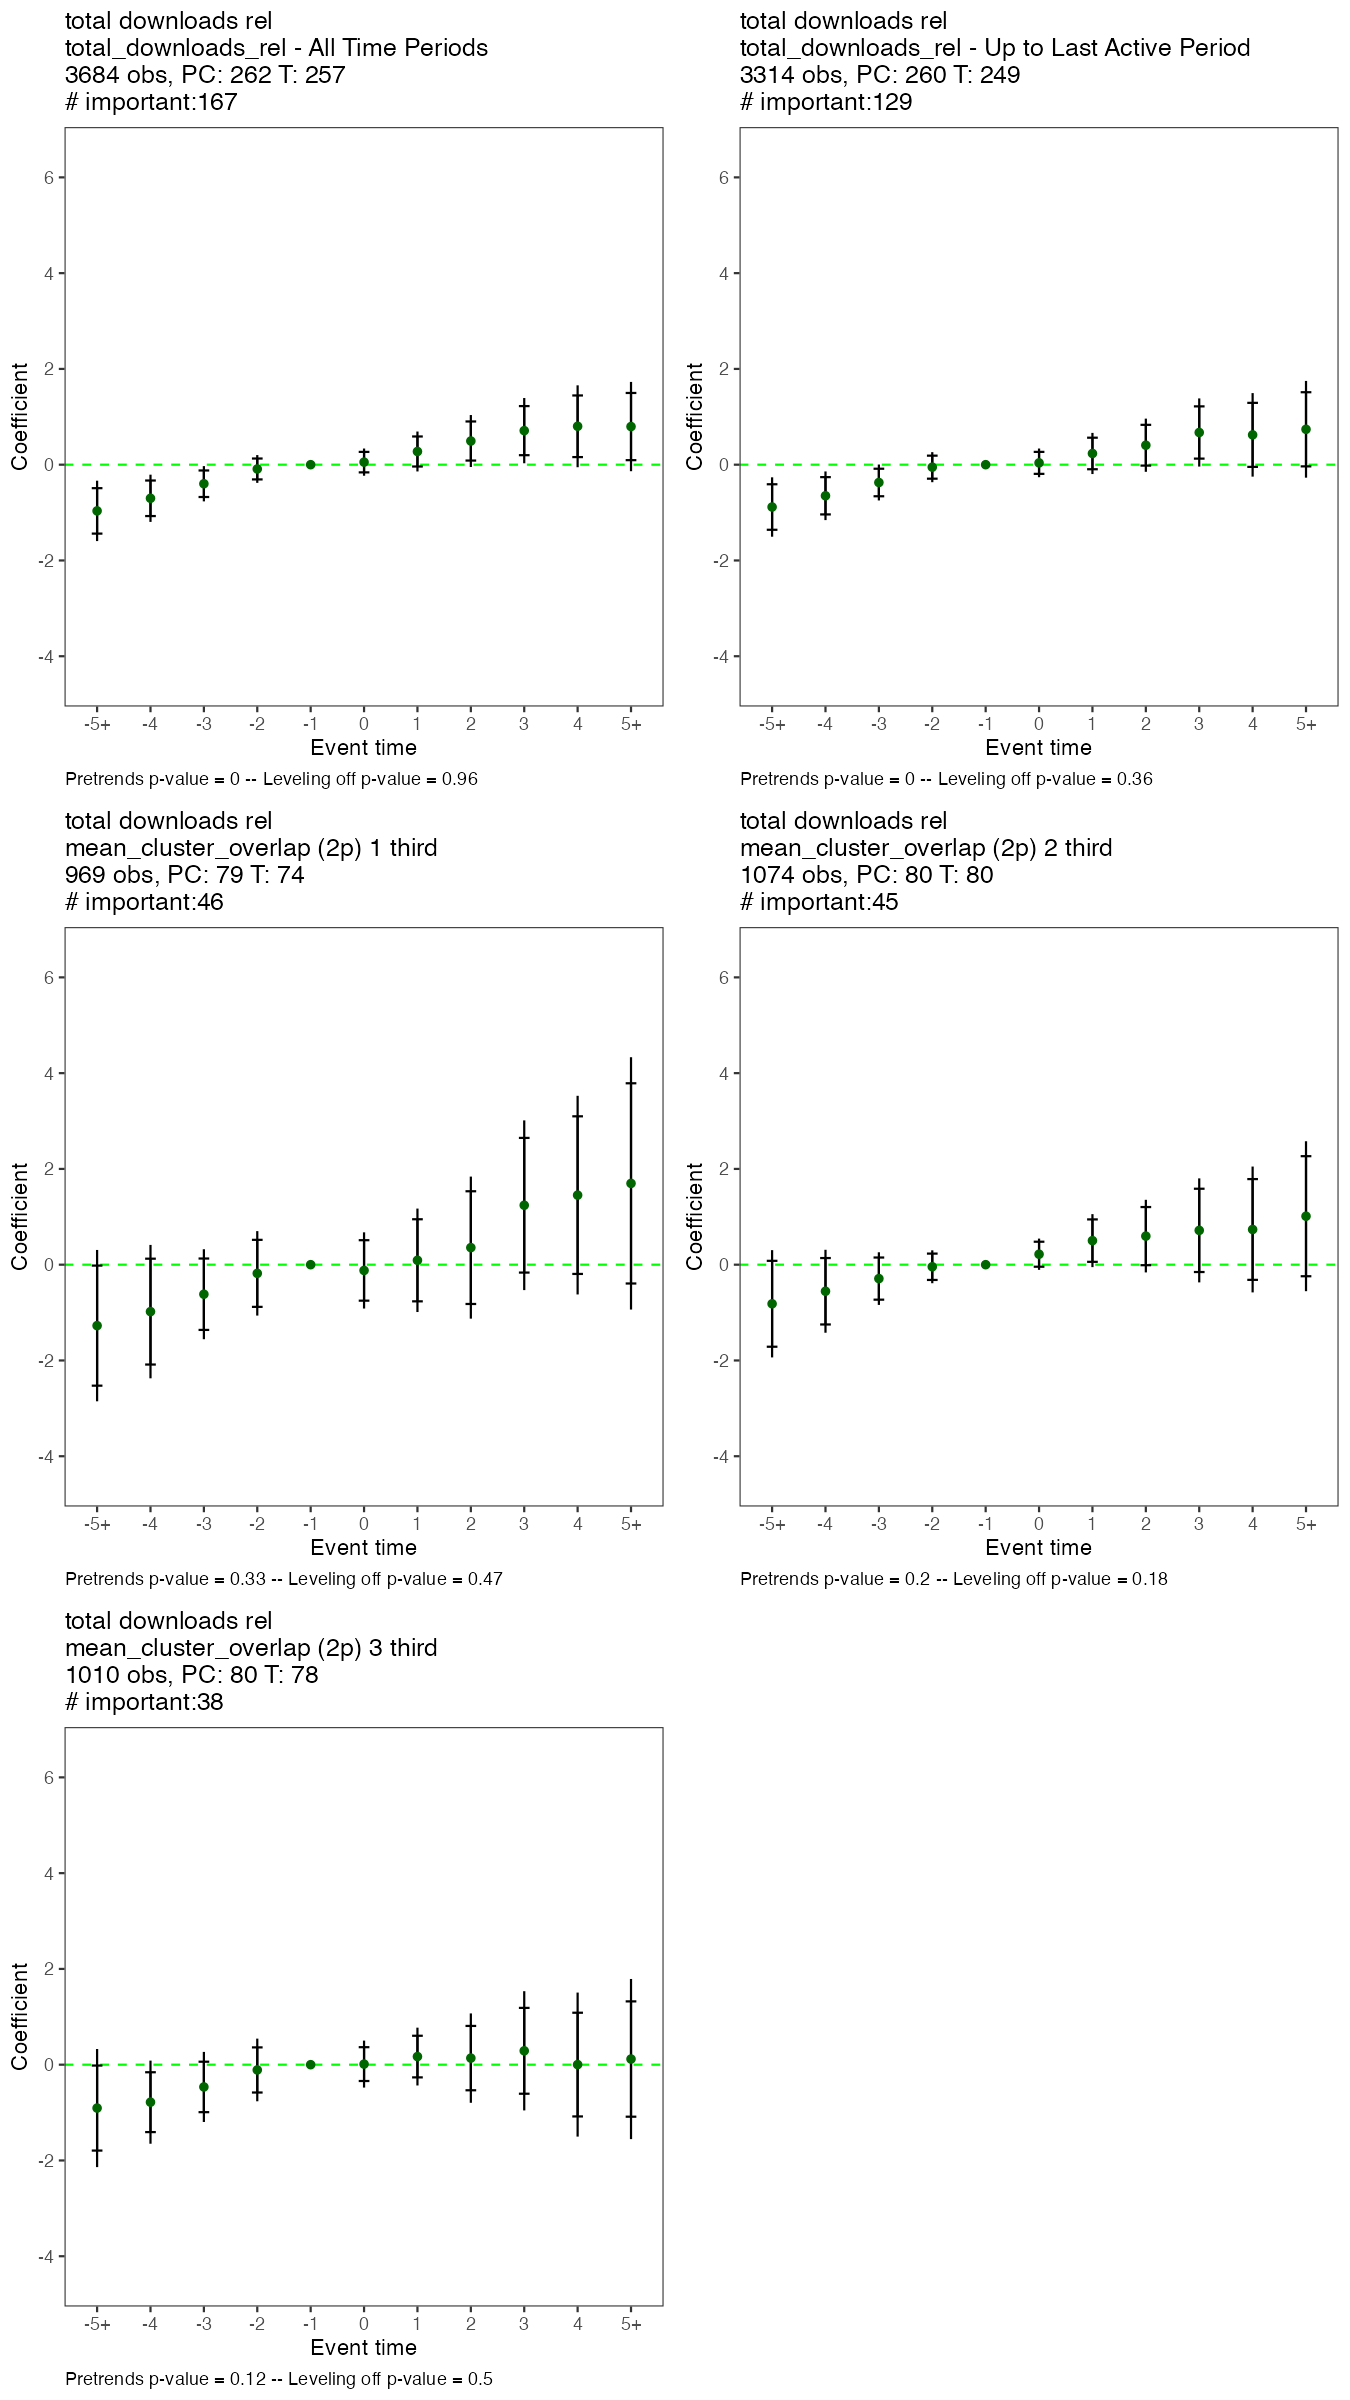 total downloads rel
total_downloads_rel - All Time Periods
3684 obs, PC: 262 T: 257
# important:167
6
4
2
0
-2
-4
Coefficient
-5+ -4 -3 -2 -1 0 1 2 3 4 5+
Event time
Pretrends p-value = 0 -- Leveling off p-value = 0.96
total downloads rel
total_downloads_rel - Up to Last Active Period
3314 obs, PC: 260 T: 249
# important:129
6
4
2
0
-2
-4
Coefficient
-5+ -4 -3 -2 -1 0 1 2 3 4 5+
Event time
Pretrends p-value = 0 -- Leveling off p-value = 0.36
total downloads rel
mean_cluster_overlap (2p) 1 third
969 obs, PC: 79 T: 74
# important:46
6
4
2
0
-2
-4
Coefficient
-5+ -4 -3 -2 -1 0 1 2 3 4 5+
Event time
Pretrends p-value = 0.33 -- Leveling off p-value = 0.47
total downloads rel
mean_cluster_overlap (2p) 2 third
1074 obs, PC: 80 T: 80
# important:45
6
4
2
0
-2
-4
Coefficient
-5+ -4 -3 -2 -1 0 1 2 3 4 5+
Event time
Pretrends p-value = 0.2 -- Leveling off p-value = 0.18
total downloads rel
mean_cluster_overlap (2p) 3 third
1010 obs, PC: 80 T: 78
# important:38
6
4
2
0
-2
-4
Coefficient
-5+ -4 -3 -2 -1 0 1 2 3 4 5+
Event time
Pretrends p-value = 0.12 -- Leveling off p-value = 0.5